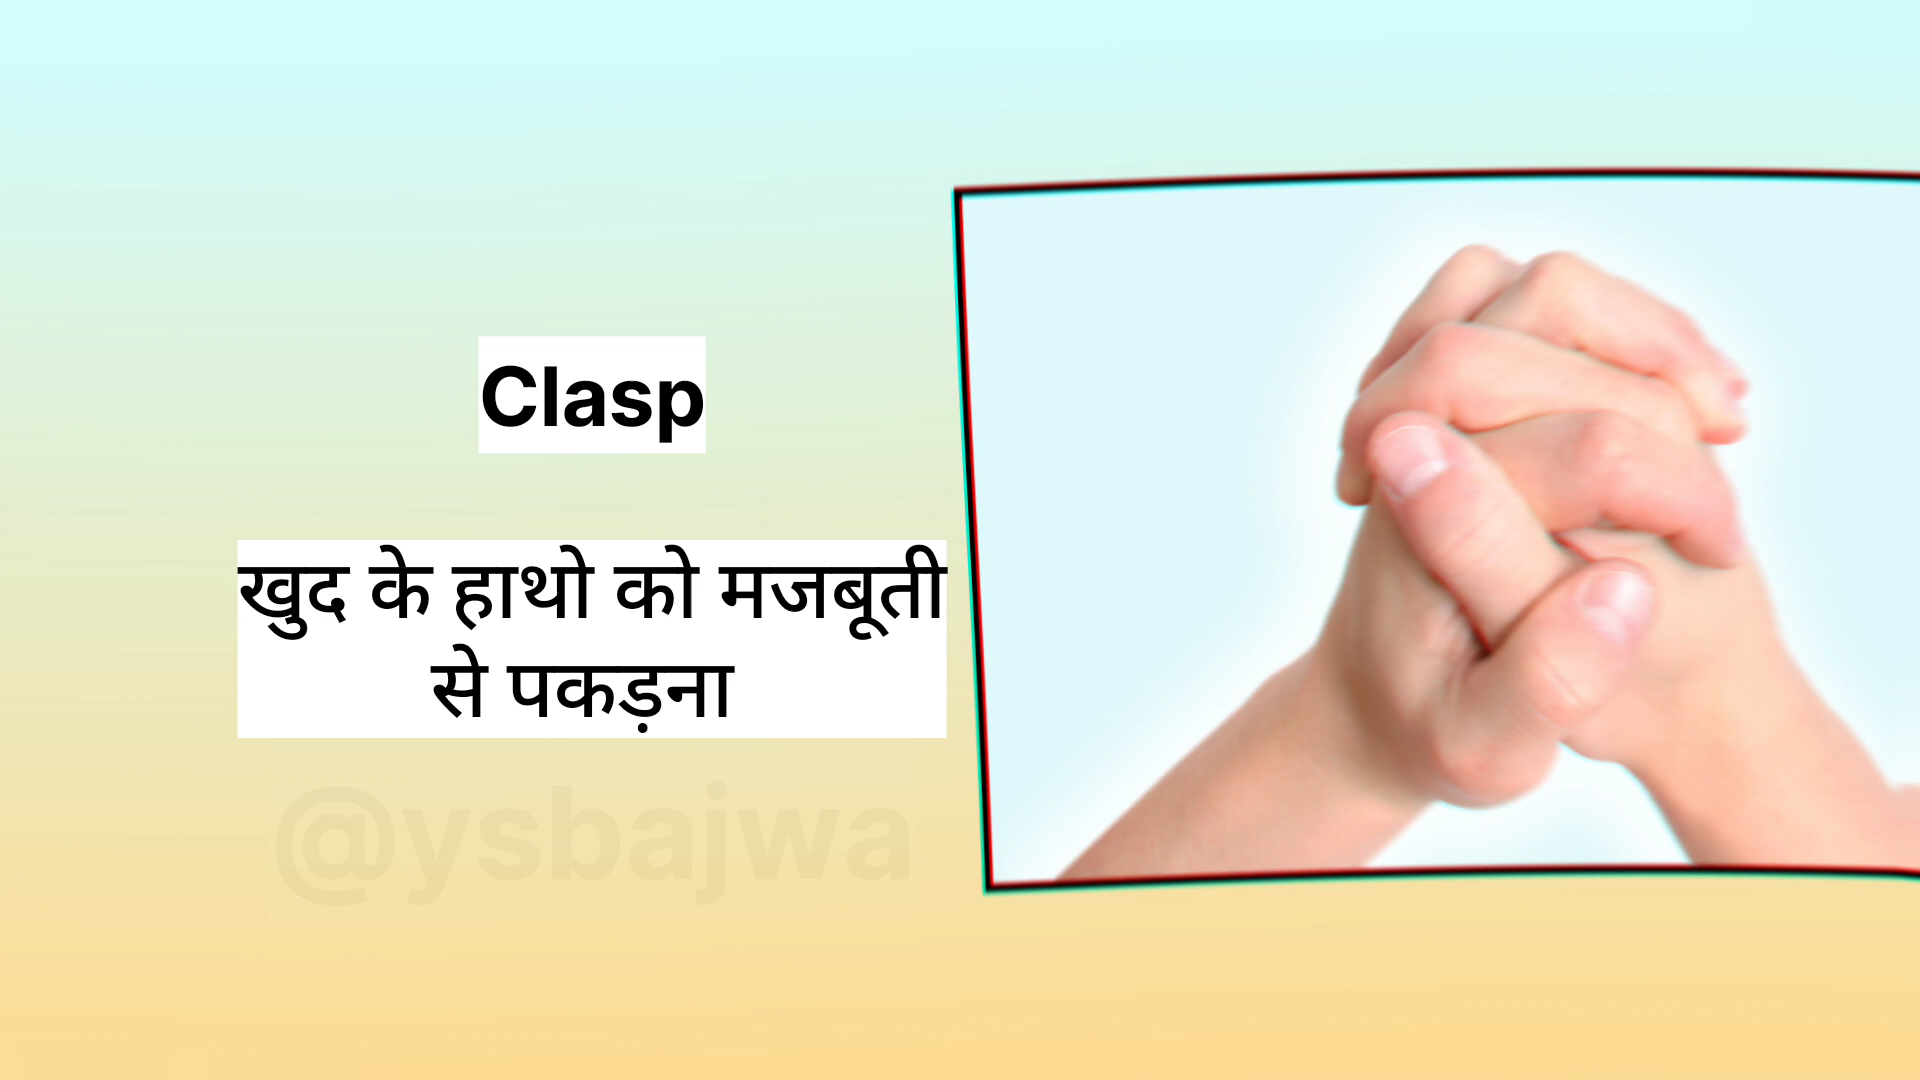 Clasp
खुद के हाथो को मजबूती
से पकड़ना
@ysbajwa